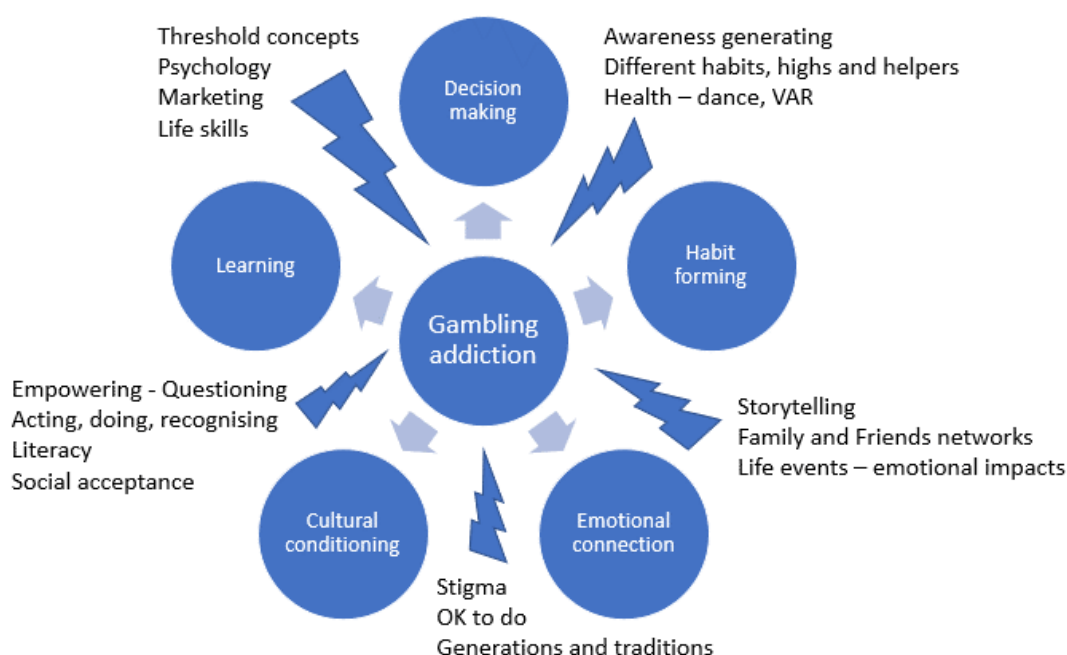 Threshold concepts
Psychology
Marketing
Life skills
Decision
making
Awareness generating
Different habits, highs and helpers
Health – dance, VAR
Learning
Habit
forming
Gambling
addiction
Empowering - Questioning
Acting, doing, recognising
Literacy
Social acceptance
Storytelling
Family and Friends networks
Life events – emotional impacts
Cultural
conditioning
Emotional
connection
Stigma
OK to do
Generations and traditions